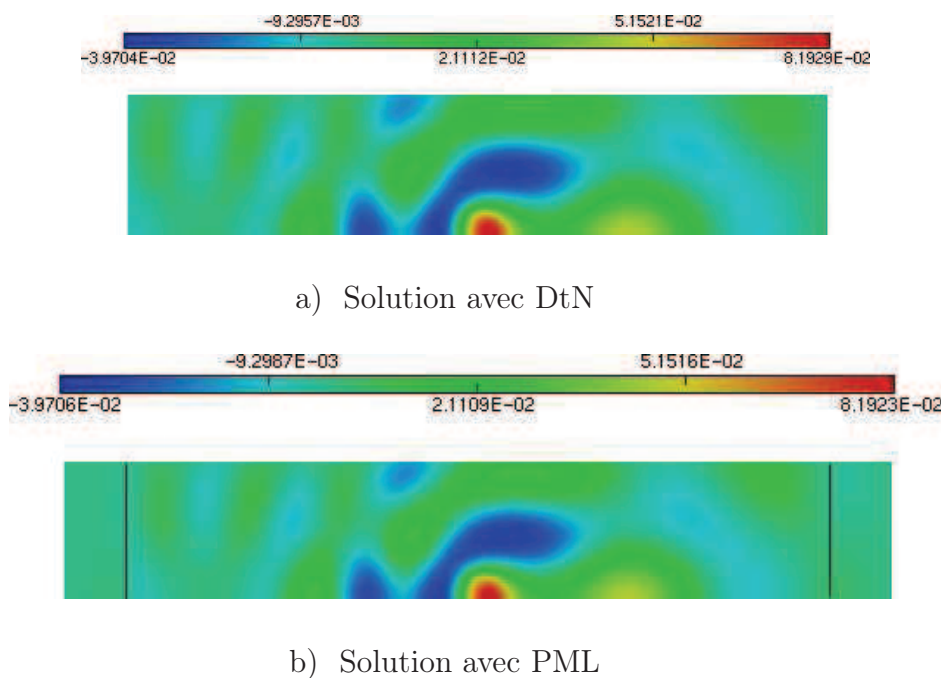 -9.2957E-03 5.1521E-02
-3.9704E-02 2.1112E-02 8.1929E-02
a) Solution avec DtN
-9.2987E-03 5.1516E-02
-3.9706E-02 2.1109E-02 8.1923E-02
b) Solution avec PML